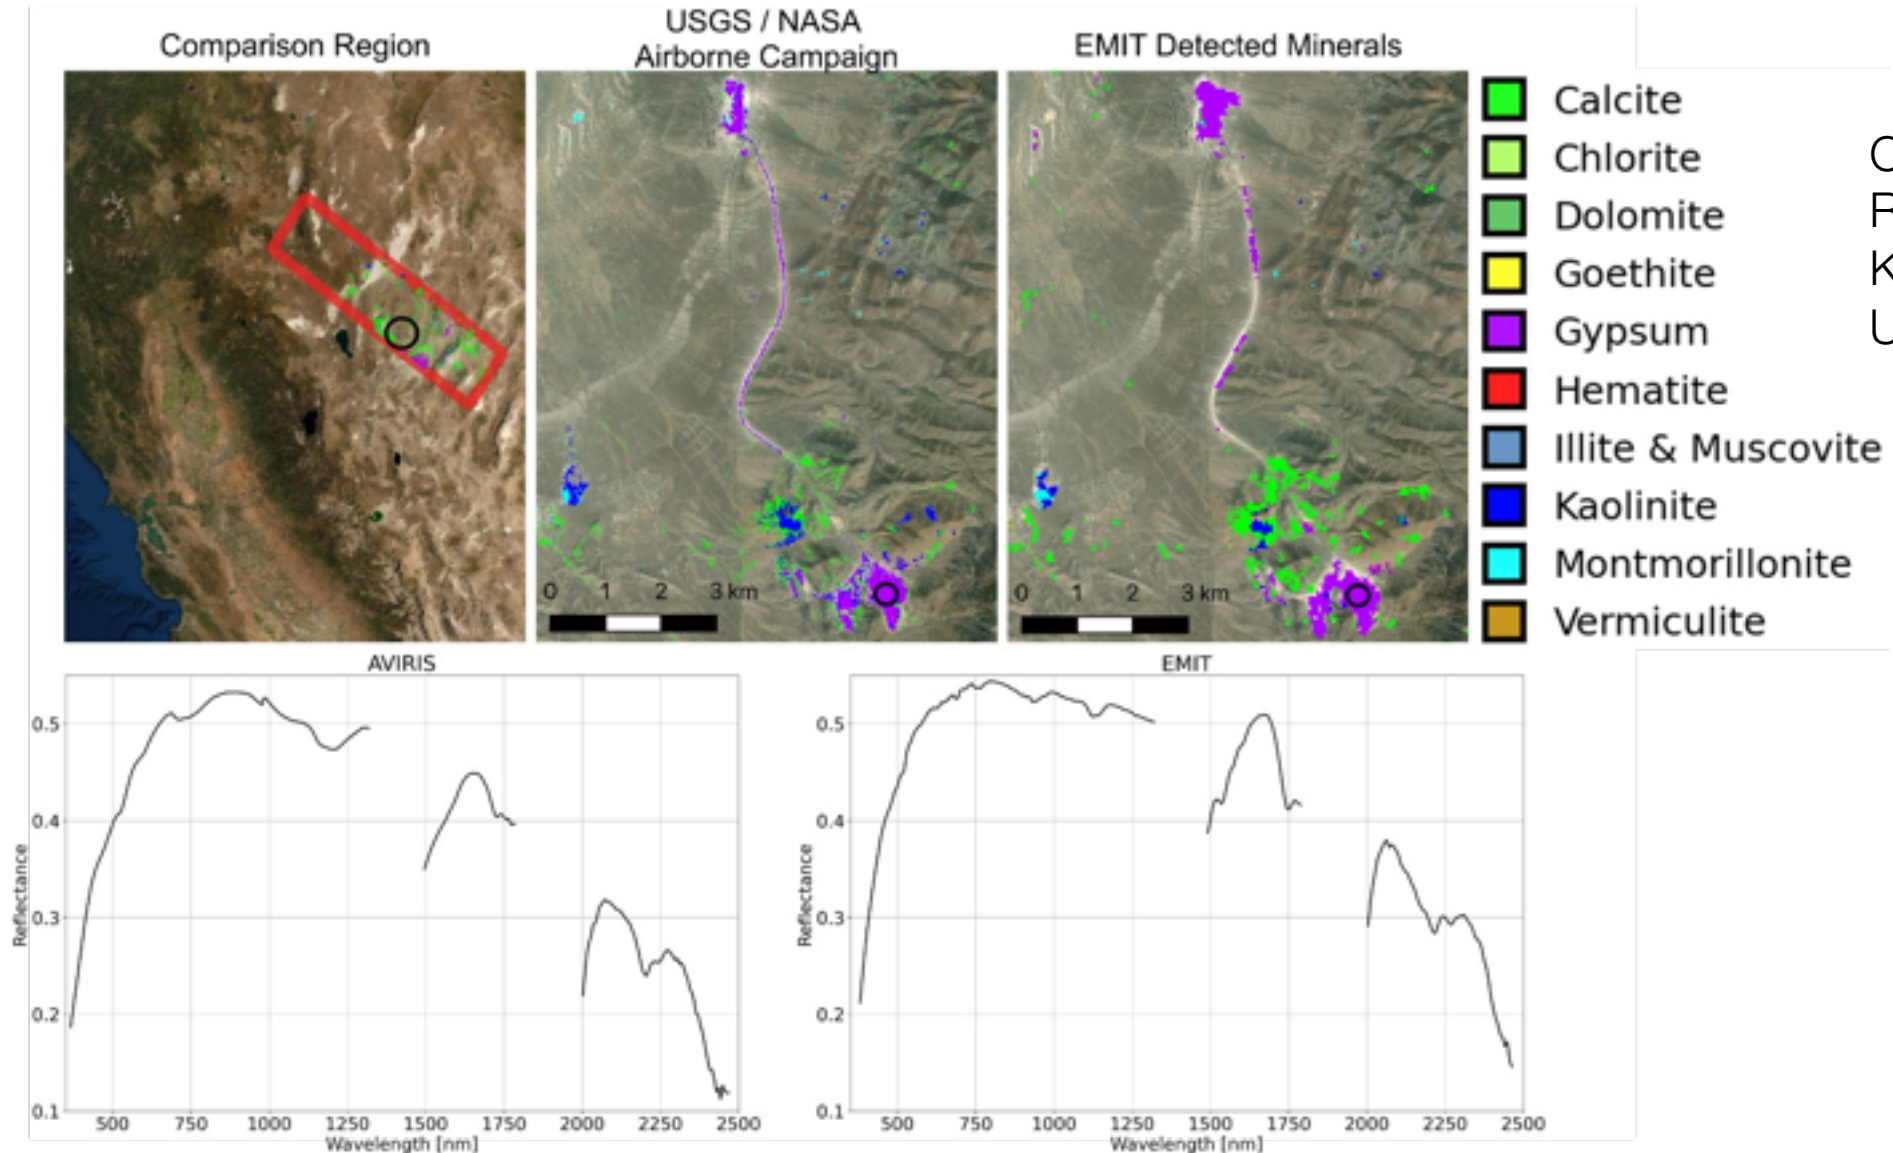 Comparison Region
USGS / NASA
Airborne Campaign
EMIT Detected Minerals
0 1 2 3 km
0 1 2 3 km
Calcite
Chlorite
Dolomite
Goethite
Gypsum
Hematite
Illite & Muscovite
Kaolinite
Montmorillonite
Vermiculite
AVIRIS
Reflectance
0.5
0.4
0.3
0.2
0.1
500 750 1000 1250 1500 1750 2000 2250 2500
Wavelength [nm]
EMIT
Reflectance
0.5
0.4
0.3
0.2
0.1
500 750 1000 1250 1500 1750 2000 2250 2500
Wavelength [nm]